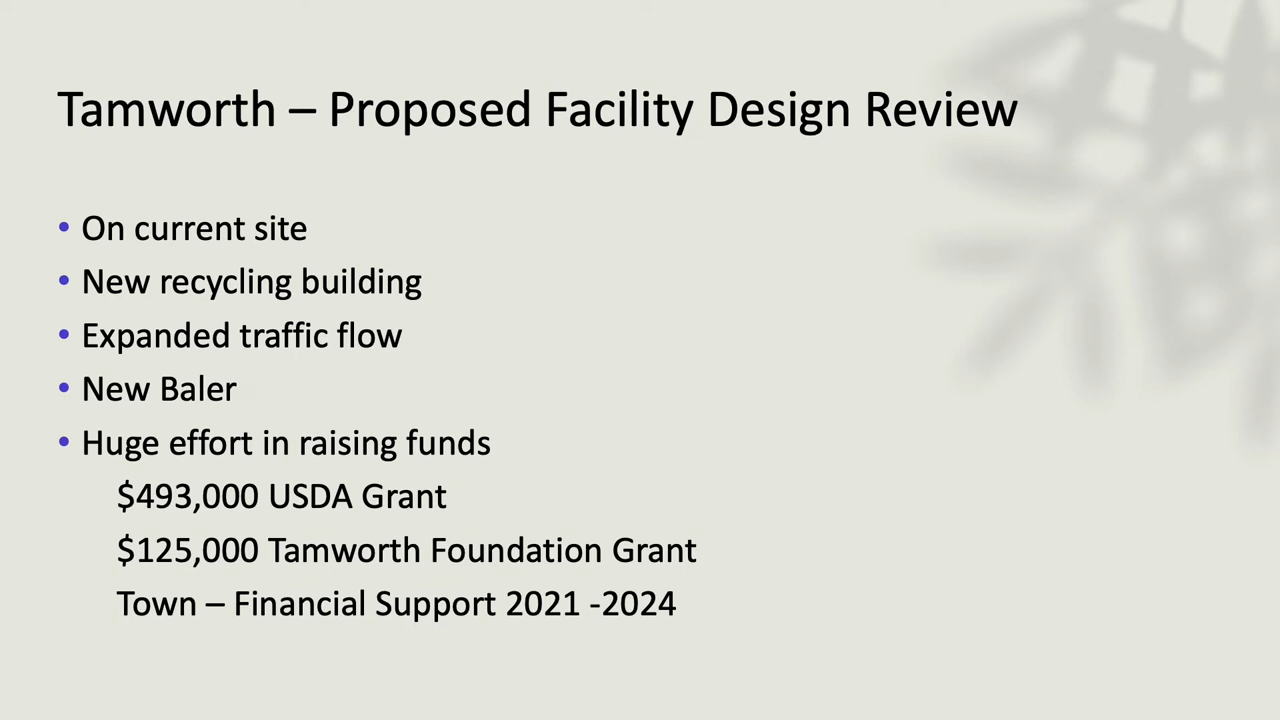 Tamworth – Proposed Facility Design Review
• On current site
• New recycling building
• Expanded traffic flow
• New Baler
• Huge effort in raising funds
$493,000 USDA Grant
$125,000 Tamworth Foundation Grant
Town – Financial Support 2021 -2024